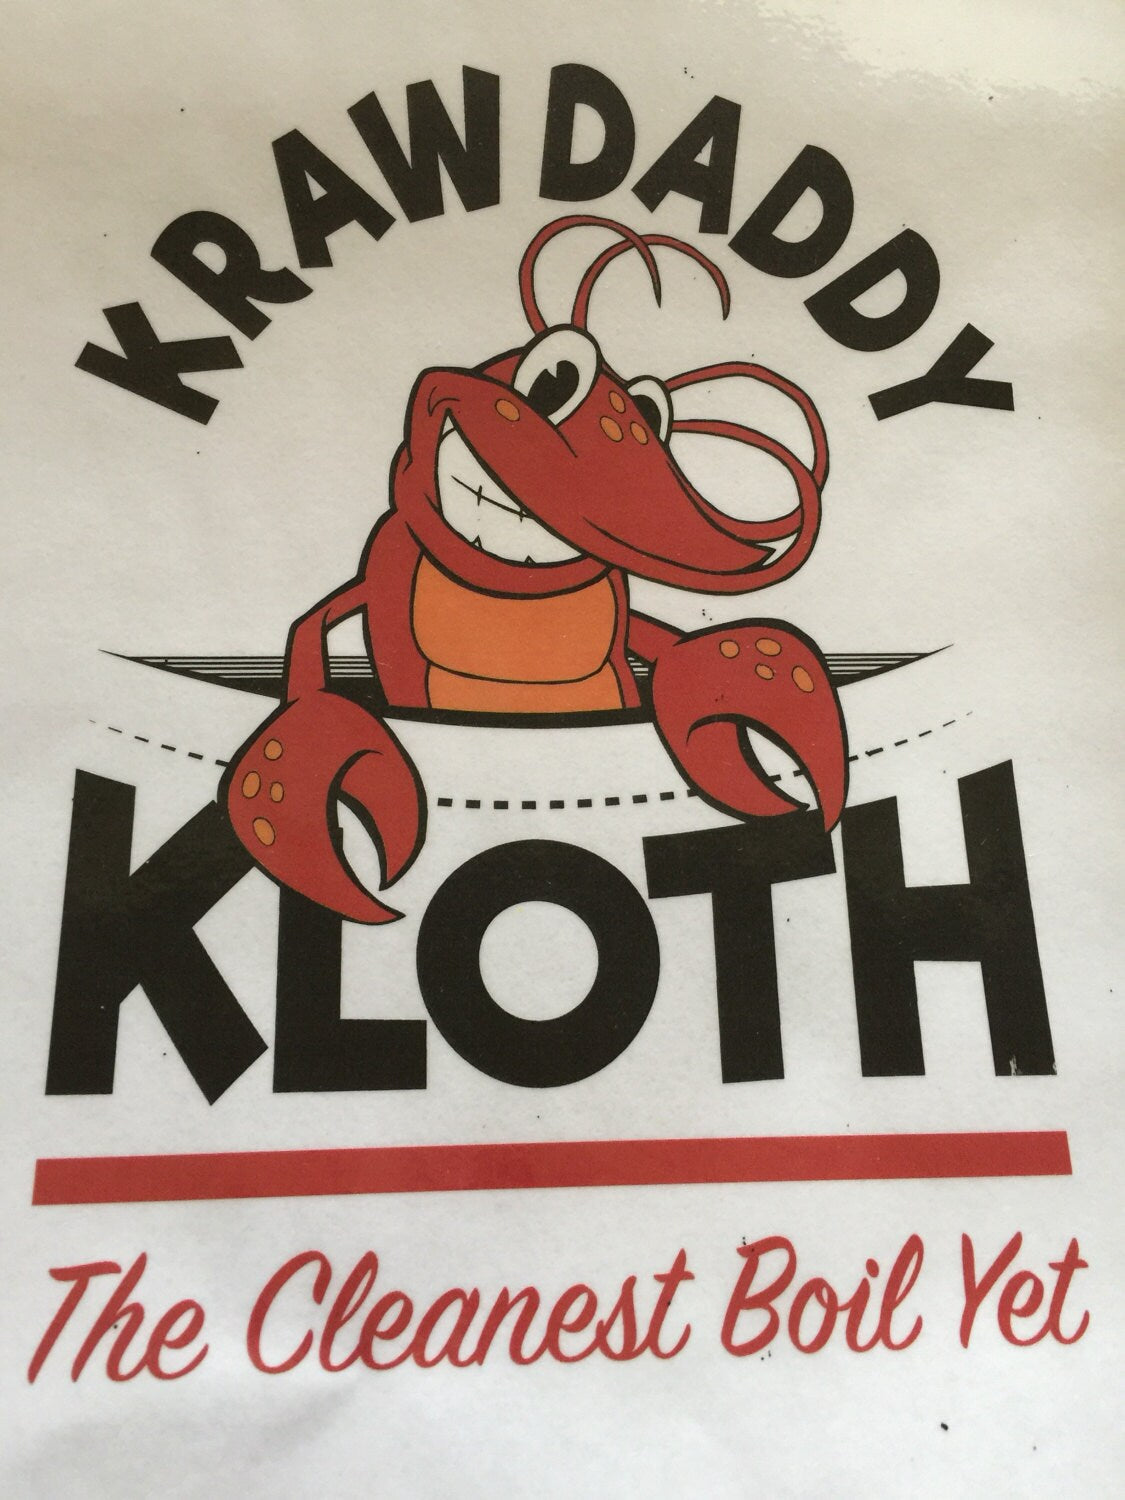 KRAWDADDY
KLOTH
The Cleanest Boil Yet